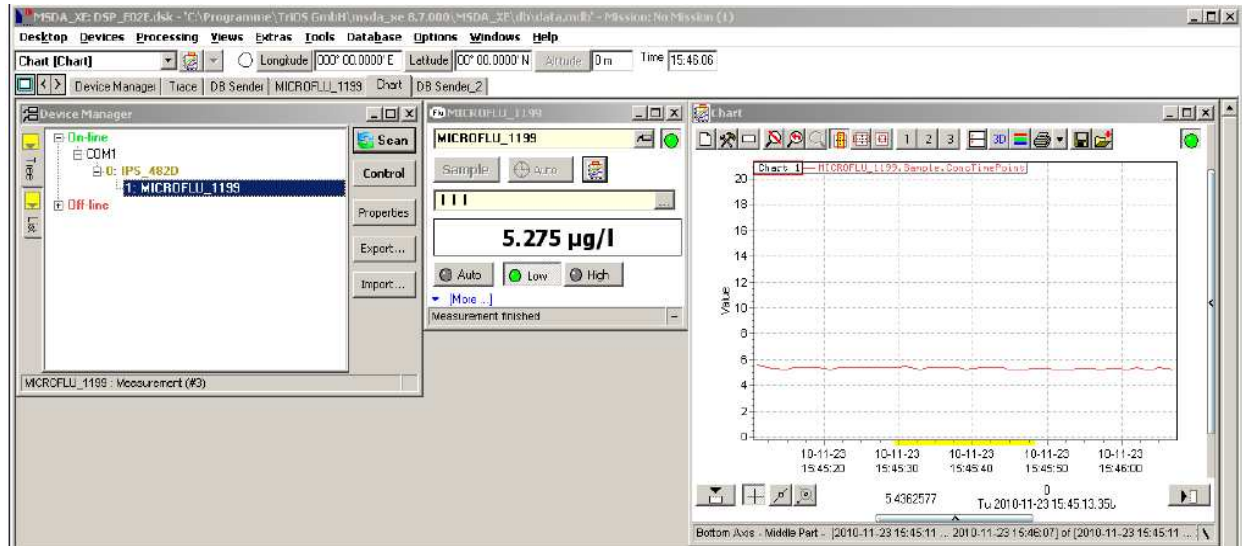 MSDA_XE: DSP_E02E.dsk - "C:\Programme\TriOS GmbH\msda_xe 8.7.000\MSDA_XE\db\data.mdb" - Mission: No Mission (1)
Desktop Devices Processing Views Extras Tools Database Options Windows Help
Chart [Chart] Longitude 000° 00.0000' E Latitude 00° 00.0000' N Altitude 0 m Time 15:46:06
Device Manager Trace DB Sender MICROFLU_1199 Chart DB Sender_2
Device Manager
Tree
List
On-line
COM1
0: IPS_482D
1: MICROFLU_1199
Off-line
Scan
Control
Properties
Export...
Import...
MICROFLU_1199 : Measurement (#3)
MICROFLU_1199
MICROFLU_1199
Sample Auto
5.275 µg/l
Auto Low High
[More ...]
Measurement finished
Chart
1 2 3 3D
Chart 1 MICROFLU_1199.Sample.CompTimePoint
Value
20
18
16
14
12
10
8
6
4
2
0
10-11-23 10-11-23 10-11-23 10-11-23 10-11-23
15:45:20 15:45:30 15:45:40 15:45:50 15:46:00
5.4362577
0
Tu 2010-11-23 15:45:13.35
Bottom Axis - Middle Part - [2010-11-23 15:45:11 ... 2010-11-23 15:46:07] of [2010-11-23 15:45:11 ...